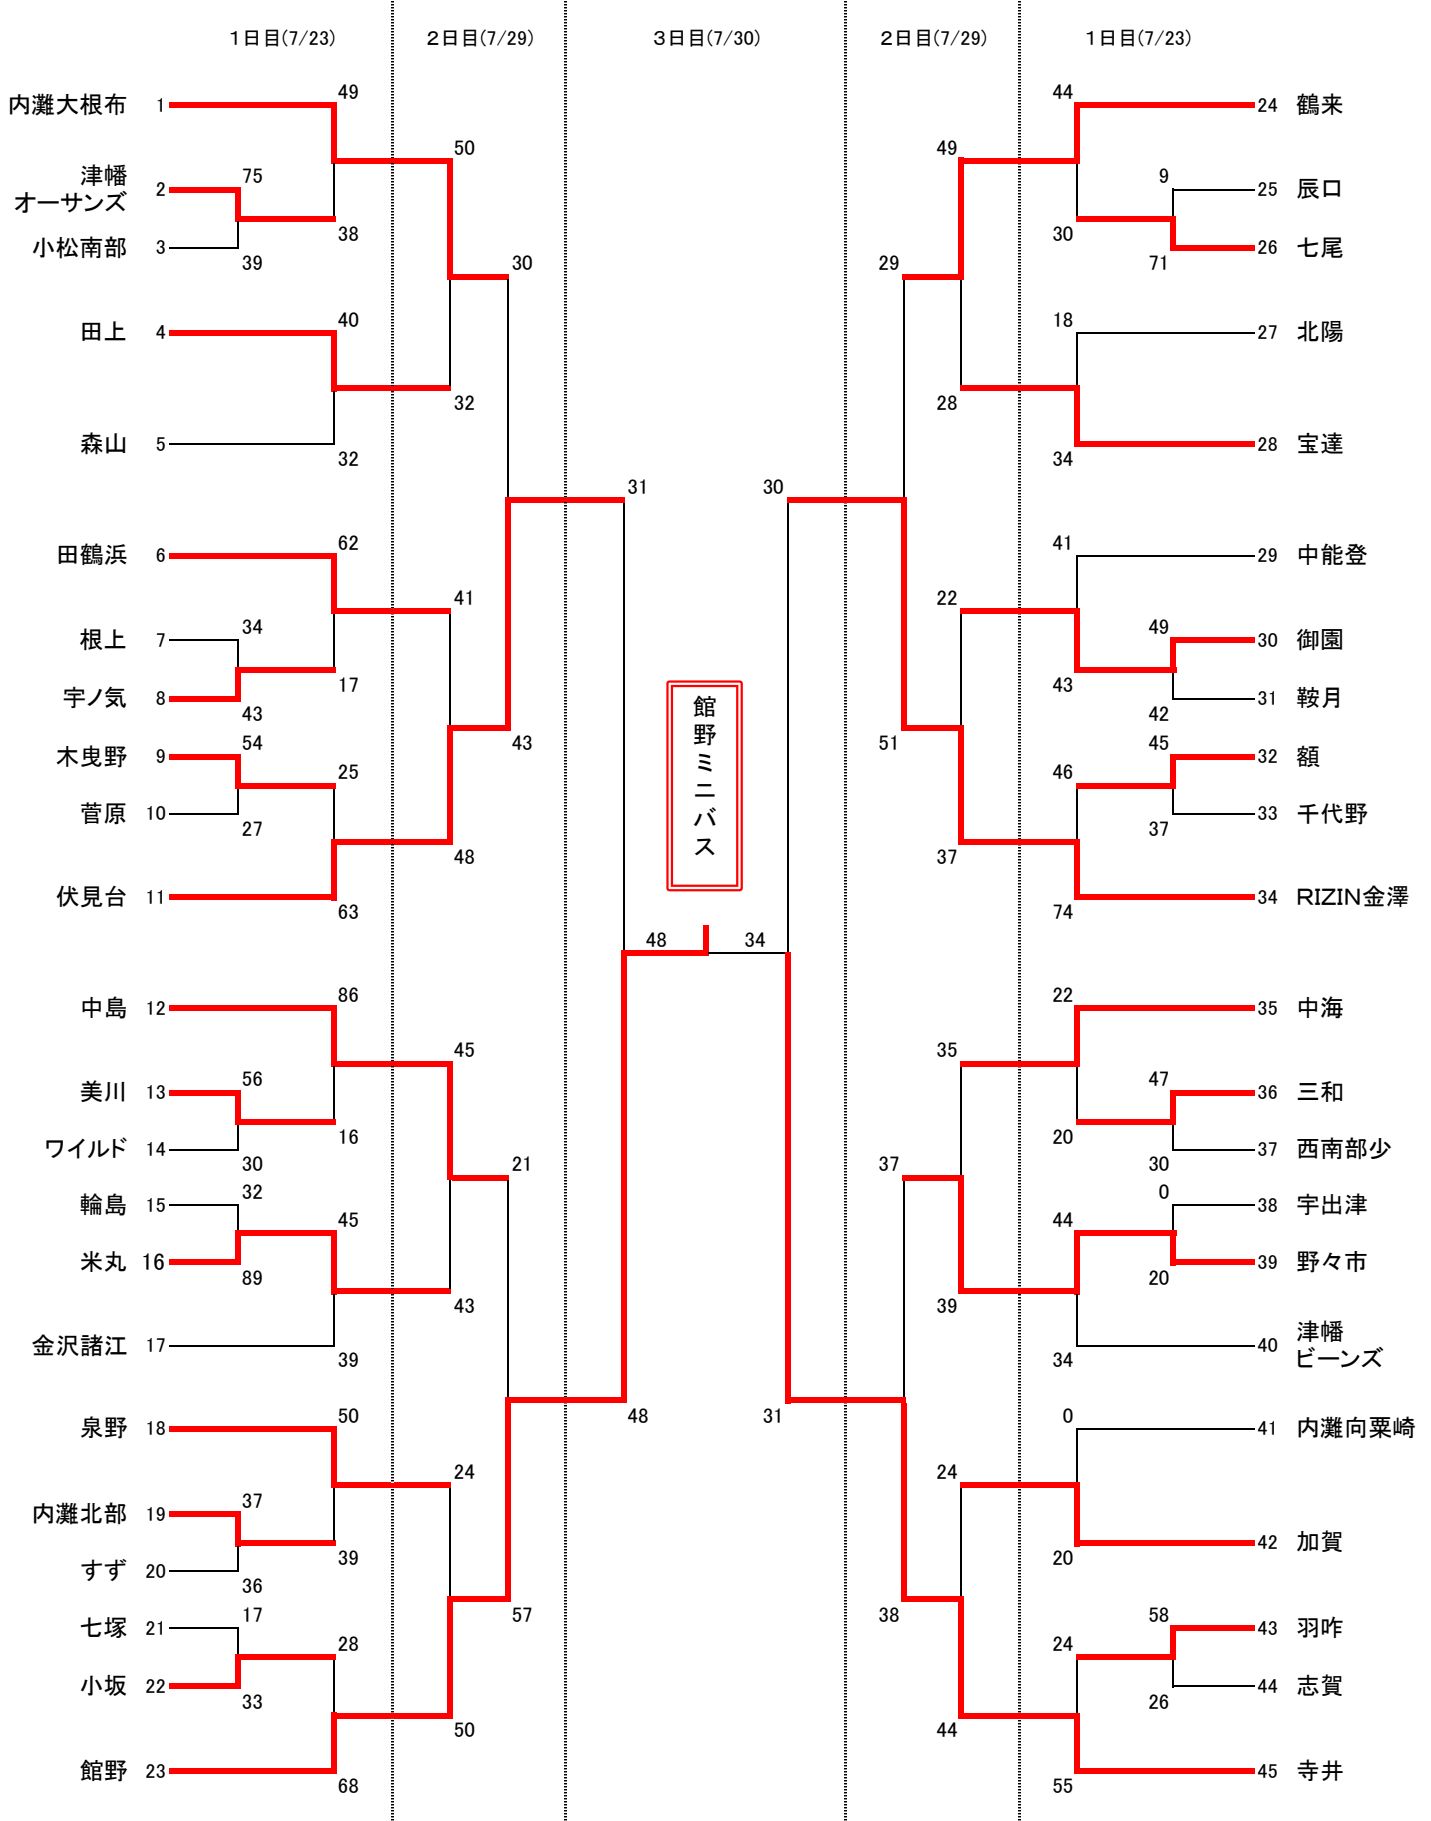 1日目(7/23)
2日目(7/29)
3日目(7/30)
2日目(7/29)
1日目(7/23)
内灘大根布 1
津幡
オーサンズ 2
小松南部 3
田上 4
森山 5
田鶴浜 6
根上 7
宇ノ気 8
木曳野 9
菅原 10
伏見台 11
中島 12
美川 13
ワイルド 14
輪島 15
米丸 16
金沢諸江 17
泉野 18
内灘北部 19
すず 20
七塚 21
小坂 22
館野 23
75
39
34
43
54
27
56
30
32
89
37
36
17
33
49
38
40
32
62
17
25
63
86
16
45
39
50
39
28
68
50
32
41
48
45
43
24
50
30
43
21
57
31
48
館野ミニバス
48
34
30
31
29
51
37
38
49
28
22
37
35
39
24
44
44
30
18
34
41
43
46
74
22
20
44
34
0
20
24
55
9
71
49
42
45
37
47
30
0
20
58
26
24 鶴来
25 辰口
26 七尾
27 北陽
28 宝達
29 中能登
30 御園
31 鞍月
32 額
33 千代野
34 RIZIN金澤
35 中海
36 三和
37 西南部少
38 宇出津
39 野々市
40 津幡
ビーンズ
41 内灘向粟崎
42 加賀
43 羽咋
44 志賀
45 寺井